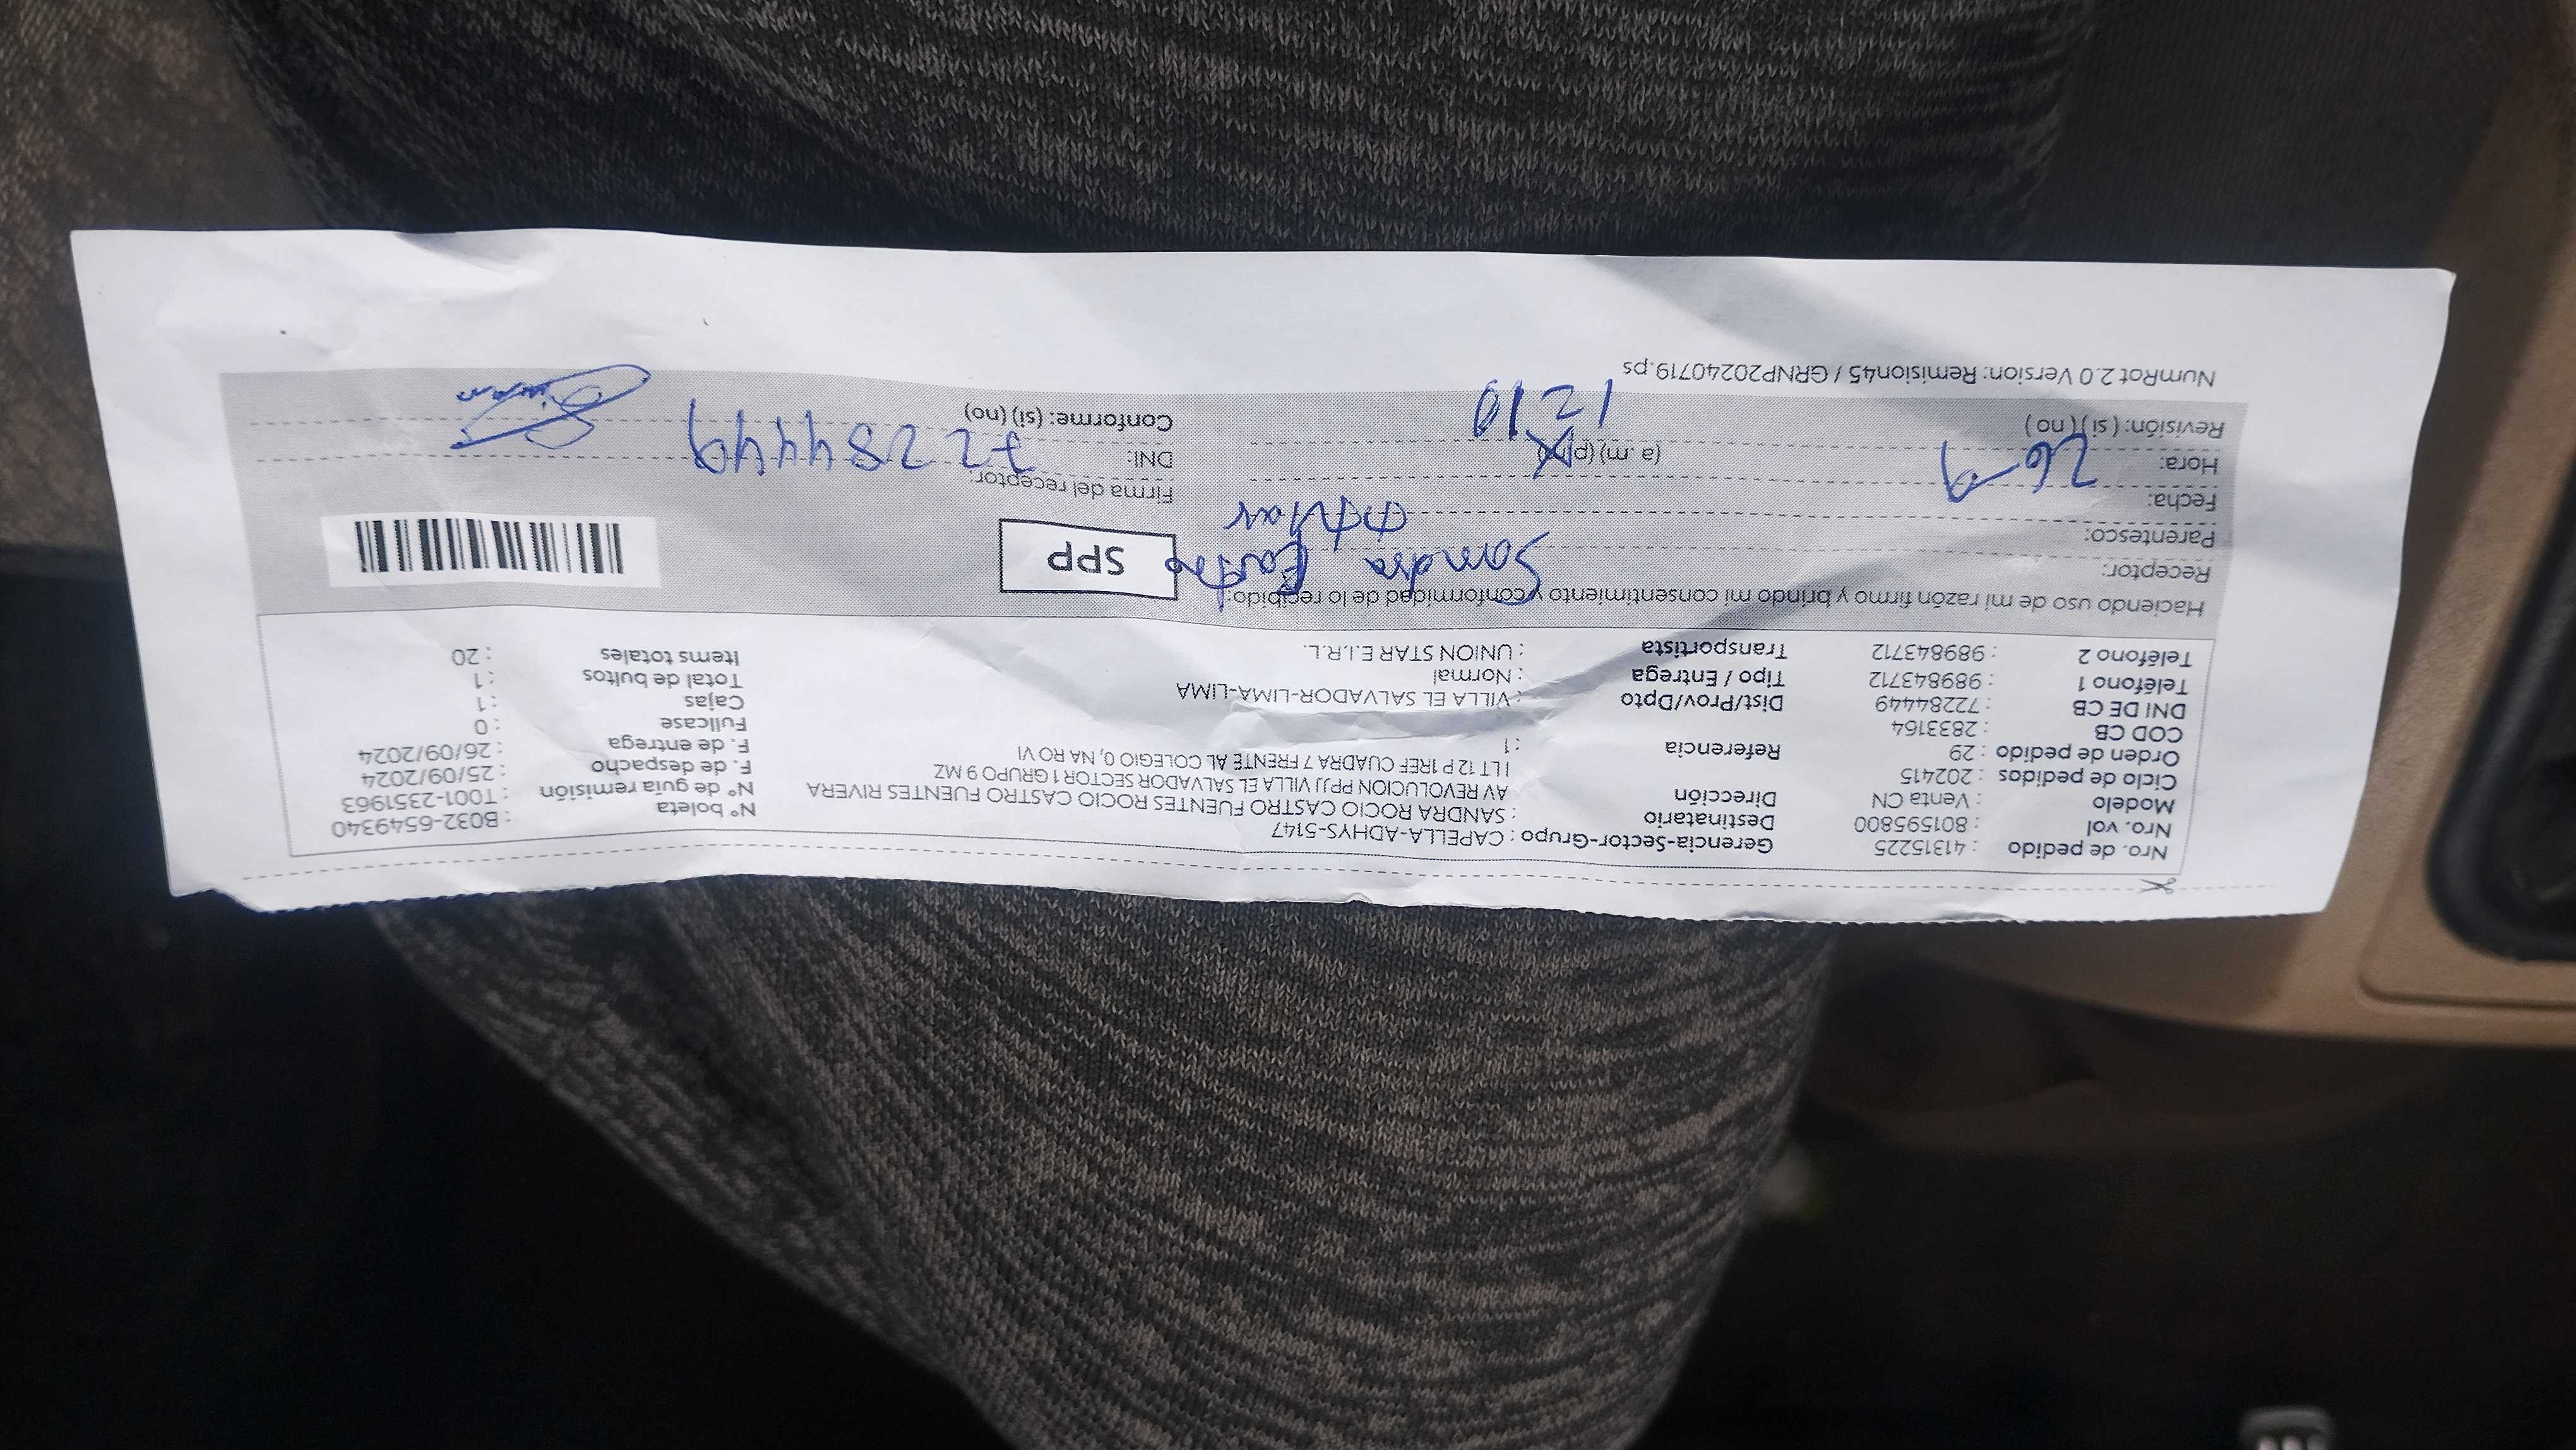 Nro. de pedido : 41315225 Gerencia-Sector-Grupo : CAPELLA-ADHYS-5147 N° boleta : B032-6549340
Nro. vol : 801595800 Destinatario : SANDRA ROCIO CASTRO FUENTES ROCIO CASTRO FUENTES RIVERA N° de guía remisión : T001-2351963
Modelo : Venta CN Dirección AV REVOLUCION PPJJ VILLA EL SALVADOR SECTOR 1 GRUPO 9 MZ F. de despacho : 25/09/2024
Ciclo de pedidos : 202415 I LT 12 P 1REF CUADRA 7 FRENTE AL COLEGIO 0, NA RO VI F. de entrega : 26/09/2024
Orden de pedido : 29 Referencia : 1 Fullcase : 0
COD CB : 2833164 Cajas : 1
DNI DE CB : 72284449 Dist/Prov/Dpto : VILLA EL SALVADOR-LIMA-LIMA Total de bultos : 1
Teléfono 1 : 989843712 Tipo / Entrega : Normal Items totales : 20
Teléfono 2 : 989843712 Transportista : UNION STAR E.I.R.L.
Haciendo uso de mi razón firmo y brindo mi consentimiento y conformidad de lo recibido:
Receptor: Sandra Castro SPP
Parentesco: titular
Fecha: 26-9 Firma del receptor:
Hora: (a. m.) (p m) DNI: 72284449
Revisión: ( si ) ( no ) 1210 Conforme: (si) (no)
NumRot 2.0 Version: Remision45 / GRNP20240719.ps